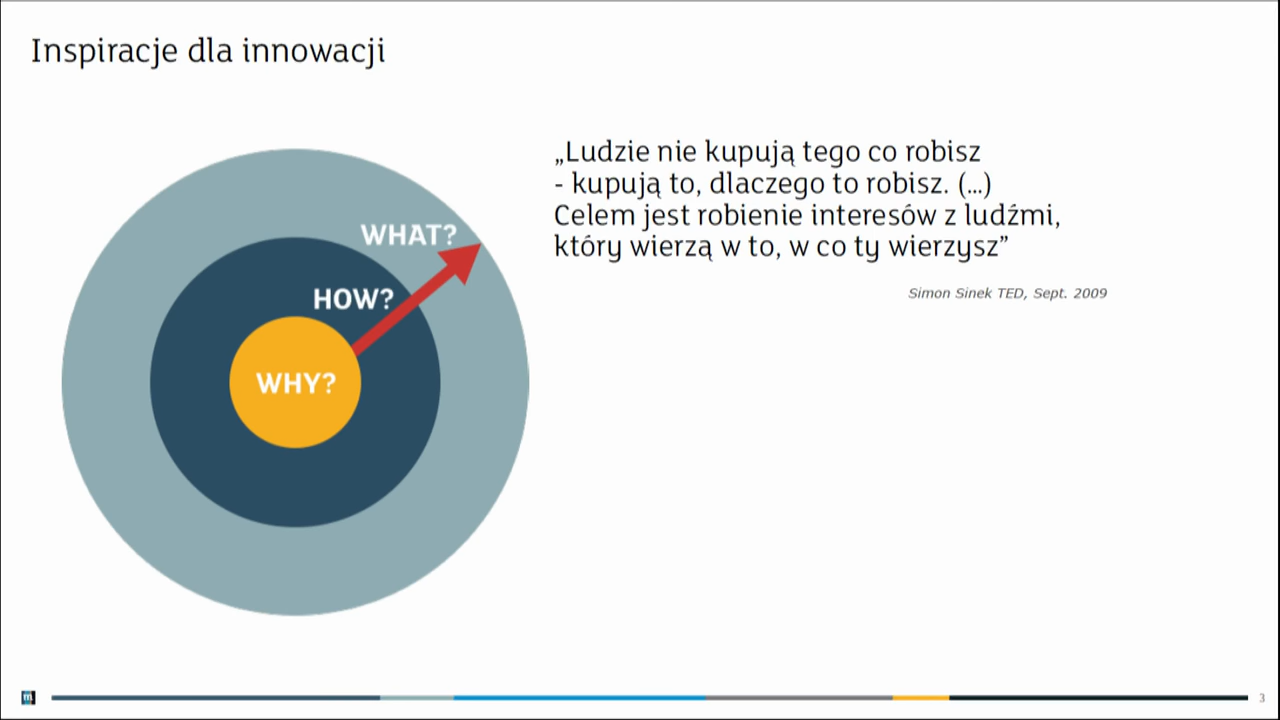 Inspiracje dla innowacji
WHAT?
HOW?
WHY?
„Ludzie nie kupują tego co robisz
- kupują to, dlaczego to robisz. (...)
Celem jest robienie interesów z ludźmi,
który wierzą w to, w co ty wierzysz”
Simon Sinek TED, Sept. 2009
m
3